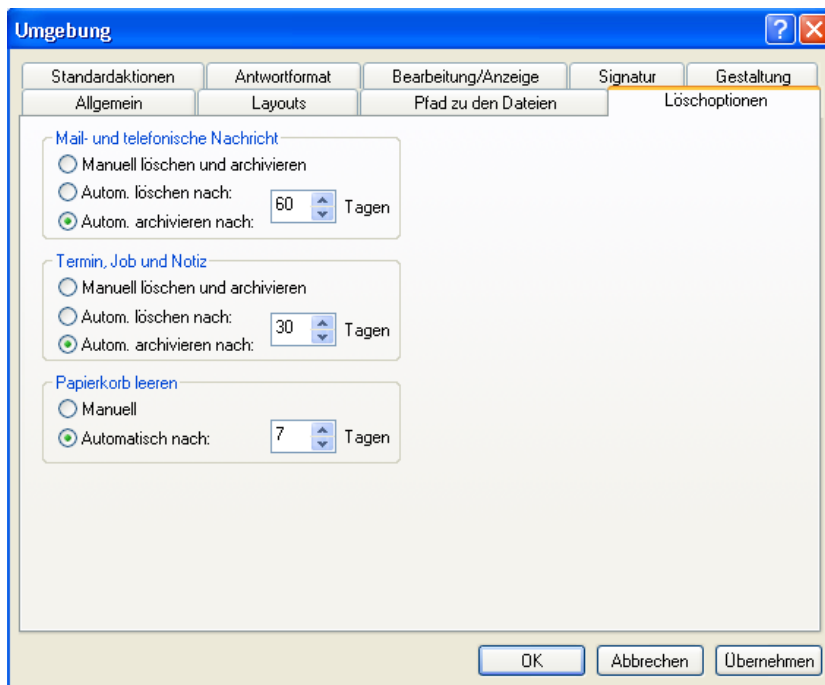 Umgebung
Standardaktionen Antwortformat Bearbeitung/Anzeige Signatur Gestaltung
Allgemein Layouts Pfad zu den Dateien Löschoptionen
Mail- und telefonische Nachricht
Manuell löschen und archivieren
Autom. löschen nach:
60 Tagen
Autom. archivieren nach:
Termin, Job und Notiz
Manuell löschen und archivieren
Autom. löschen nach:
30 Tagen
Autom. archivieren nach:
Papierkorb leeren
Manuell
Automatisch nach: 7 Tagen
OK Abbrechen Übernehmen